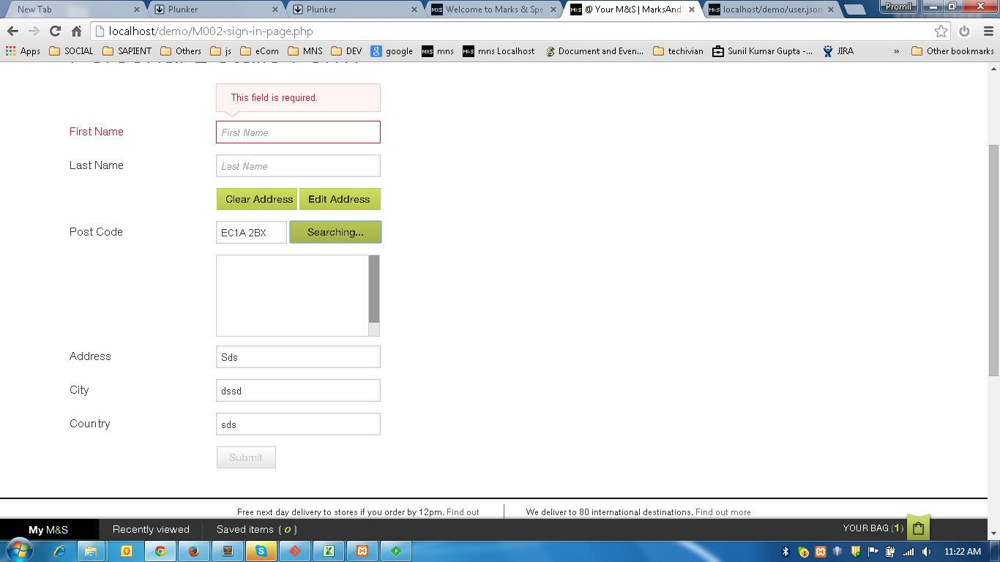 New Tab Plunker Plunker Welcome to Marks & Spe @ Your M&S | MarksAnd localhost/demo/user.json Promil
localhost/demo/M002-sign-in-page.php
Apps SOCIAL SAPIENT Others js eCom MNS DEV google mns mns Localhost Document and Even... techivian Sunil Kumar Gupta -... JIRA » Other bookmarks
This field is required.
First Name First Name
Last Name Last Name
Clear Address Edit Address
Post Code EC1A 2BX Searching...
Address Sds
City dssd
Country sds
Submit
Free next day delivery to stores if you order by 12pm. Find out We deliver to 80 international destinations. Find out more
My M&S Recently viewed Saved items ( 0 ) YOUR BAG (1)
11:22 AM